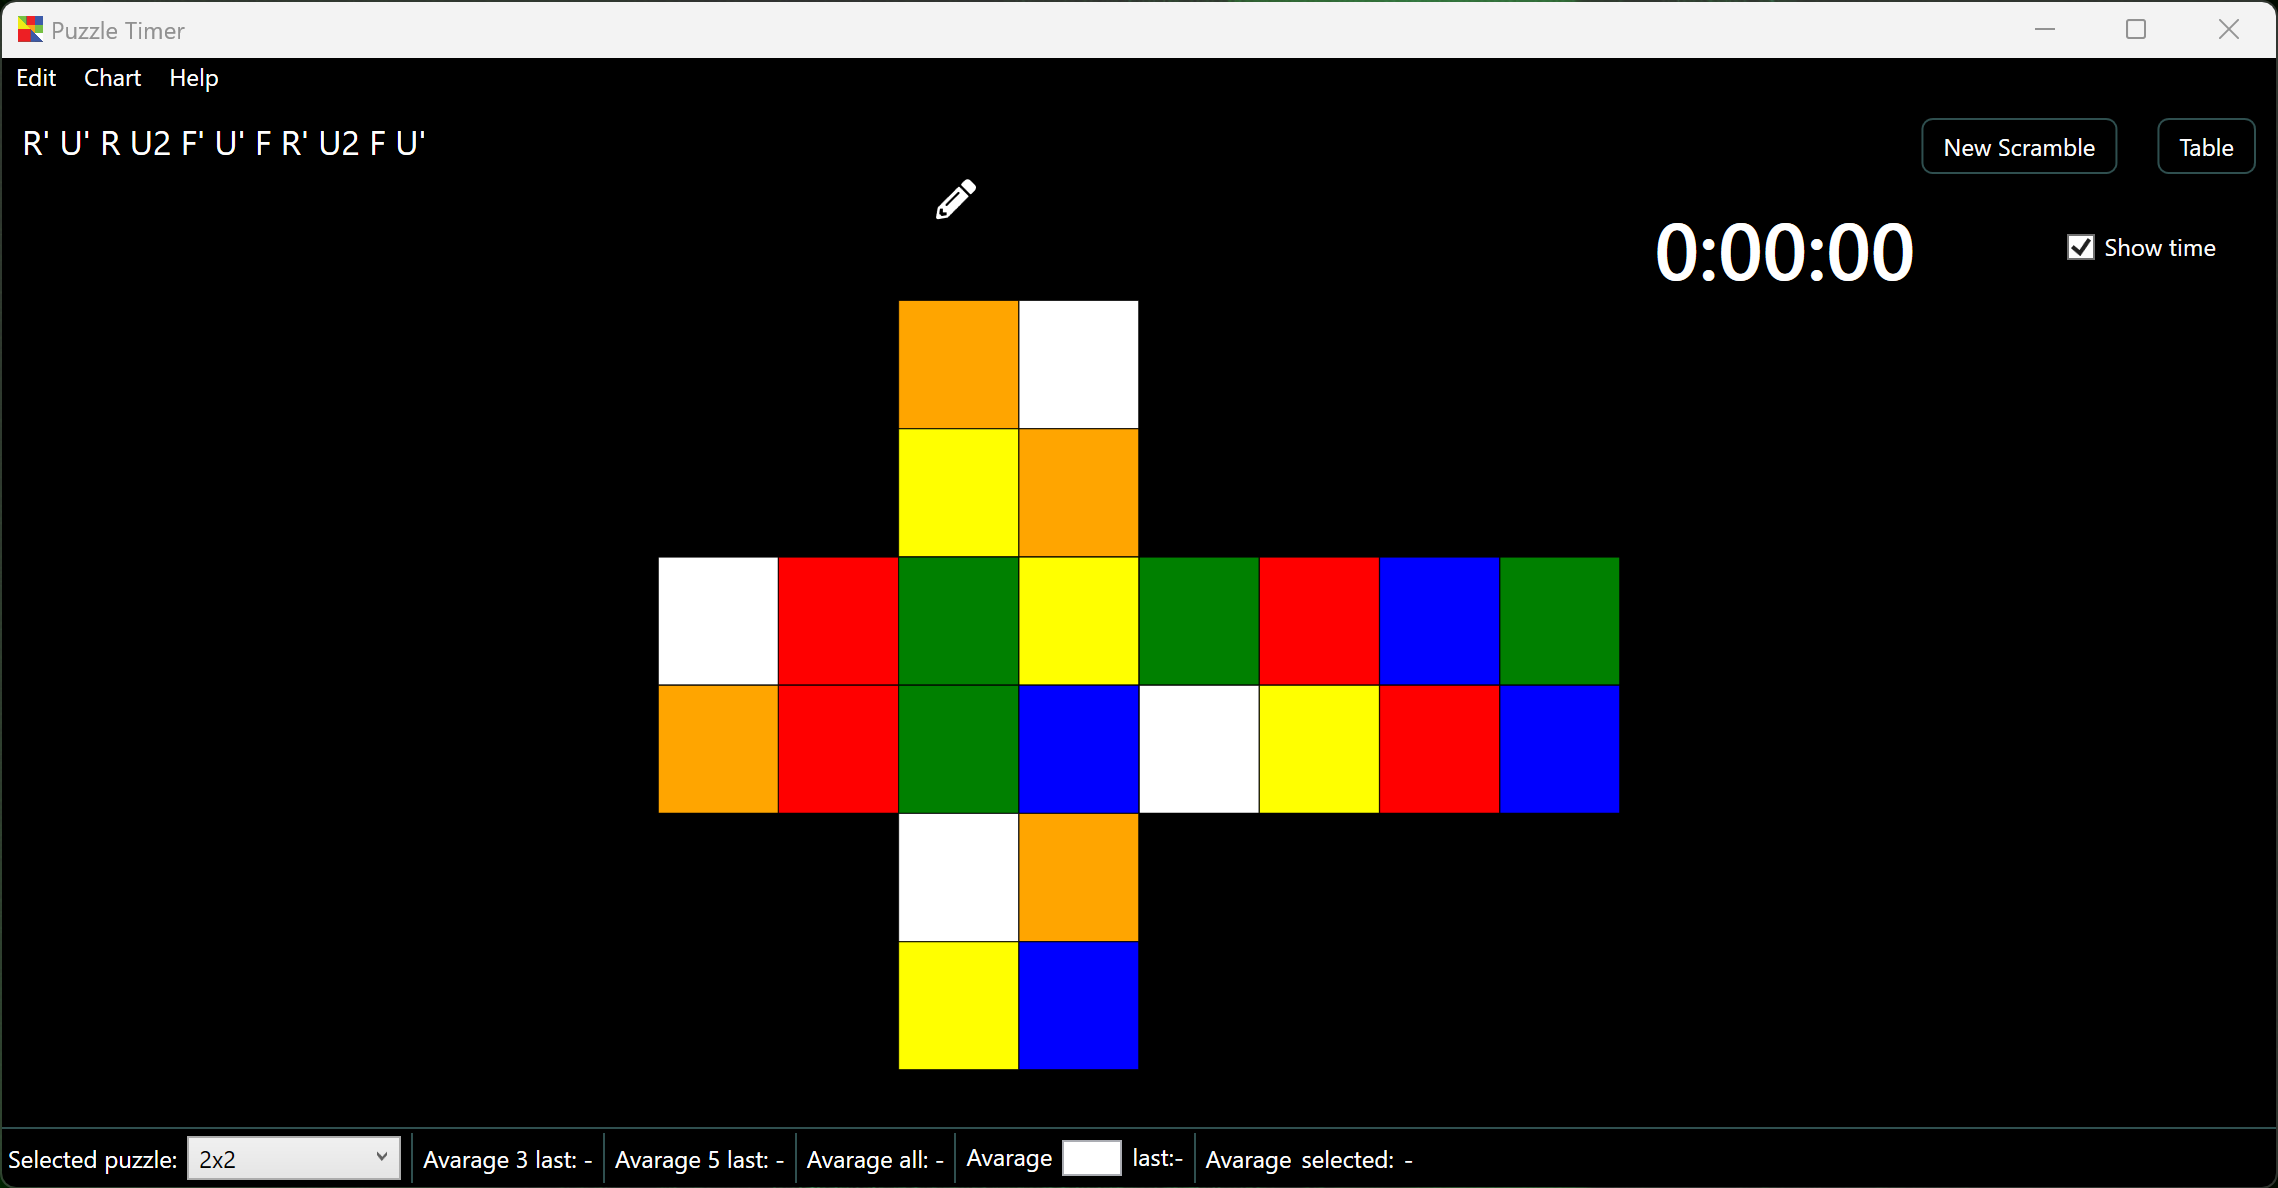 Puzzle Timer
Edit Chart Help
R' U' R U2 F' U' F R' U2 F U'
New Scramble
Table
0:00:00
Show time
Selected puzzle: 2x2 Avarage 3 last: - Avarage 5 last: - Avarage all: - Avarage last:- Avarage selected: -